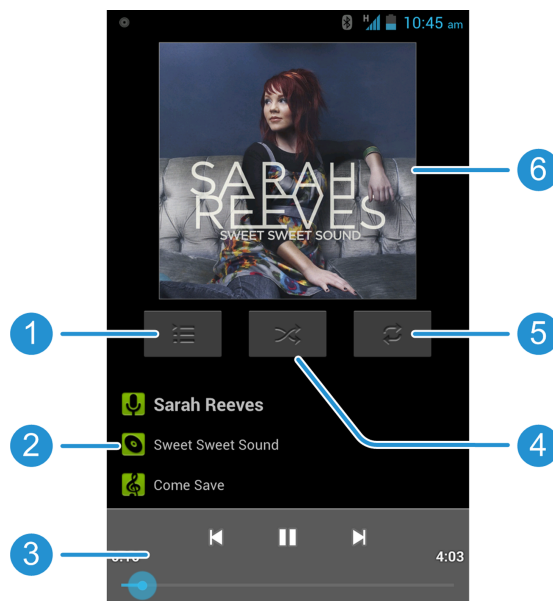 10:45 am
SARAH
REEVES
SWEET SWEET SOUND
6
1
5
Sarah Reeves
2
Sweet Sweet Sound
4
Come Save
3
4:03